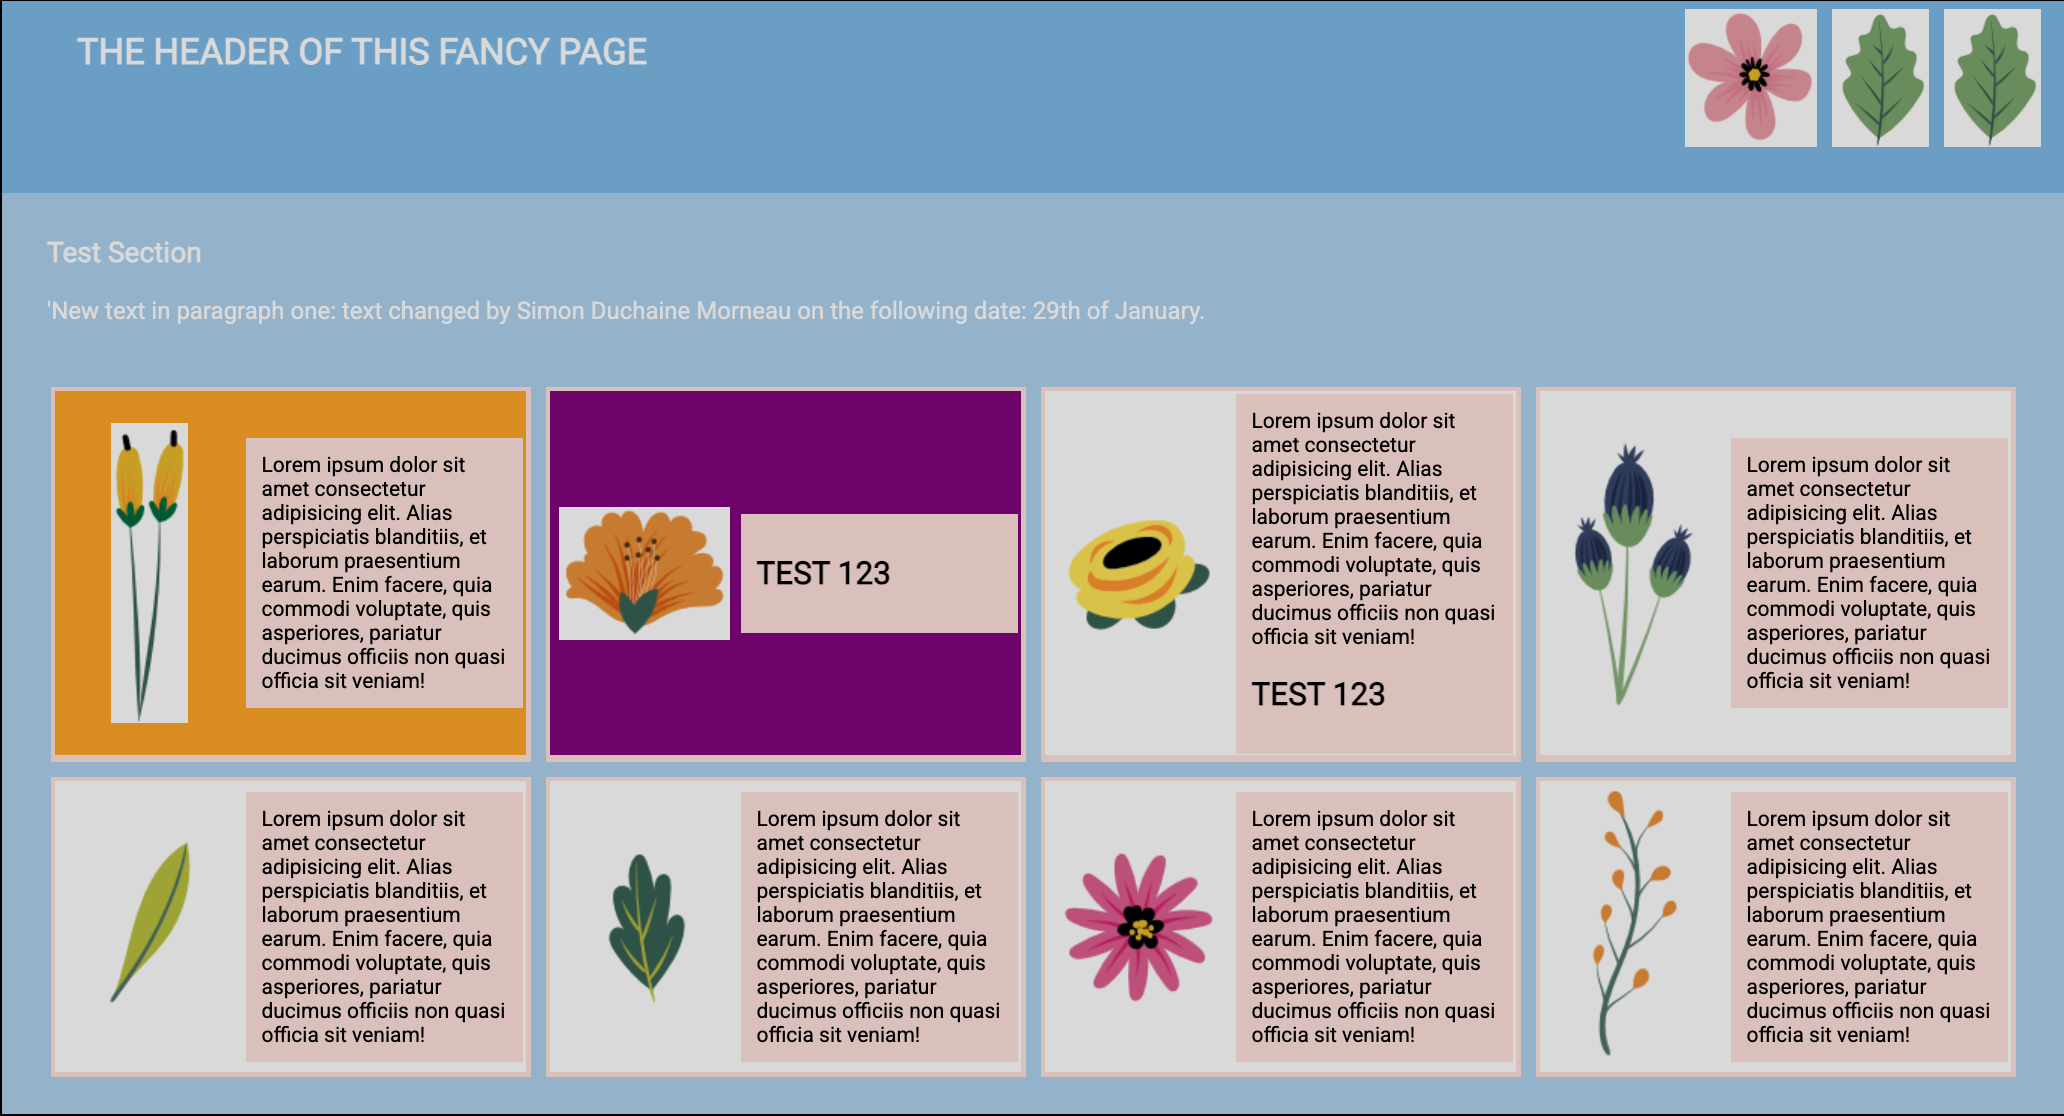 THE HEADER OF THIS FANCY PAGE
Test Section
'New text in paragraph one: text changed by Simon Duchaine Morneau on the following date: 29th of January.
Lorem ipsum dolor sit
amet consectetur
adipisicing elit. Alias
perspiciatis blanditiis, et
laborum praesentium
earum. Enim facere, quia
commodi voluptate, quis
asperiores, pariatur
ducimus officiis non quasi
officia sit veniam!
TEST 123
Lorem ipsum dolor sit
amet consectetur
adipisicing elit. Alias
perspiciatis blanditiis, et
laborum praesentium
earum. Enim facere, quia
commodi voluptate, quis
asperiores, pariatur
ducimus officiis non quasi
officia sit veniam!
TEST 123
Lorem ipsum dolor sit
amet consectetur
adipisicing elit. Alias
perspiciatis blanditiis, et
laborum praesentium
earum. Enim facere, quia
commodi voluptate, quis
asperiores, pariatur
ducimus officiis non quasi
officia sit veniam!
Lorem ipsum dolor sit
amet consectetur
adipisicing elit. Alias
perspiciatis blanditiis, et
laborum praesentium
earum. Enim facere, quia
commodi voluptate, quis
asperiores, pariatur
ducimus officiis non quasi
officia sit veniam!
Lorem ipsum dolor sit
amet consectetur
adipisicing elit. Alias
perspiciatis blanditiis, et
laborum praesentium
earum. Enim facere, quia
commodi voluptate, quis
asperiores, pariatur
ducimus officiis non quasi
officia sit veniam!
Lorem ipsum dolor sit
amet consectetur
adipisicing elit. Alias
perspiciatis blanditiis, et
laborum praesentium
earum. Enim facere, quia
commodi voluptate, quis
asperiores, pariatur
ducimus officiis non quasi
officia sit veniam!
Lorem ipsum dolor sit
amet consectetur
adipisicing elit. Alias
perspiciatis blanditiis, et
laborum praesentium
earum. Enim facere, quia
commodi voluptate, quis
asperiores, pariatur
ducimus officiis non quasi
officia sit veniam!